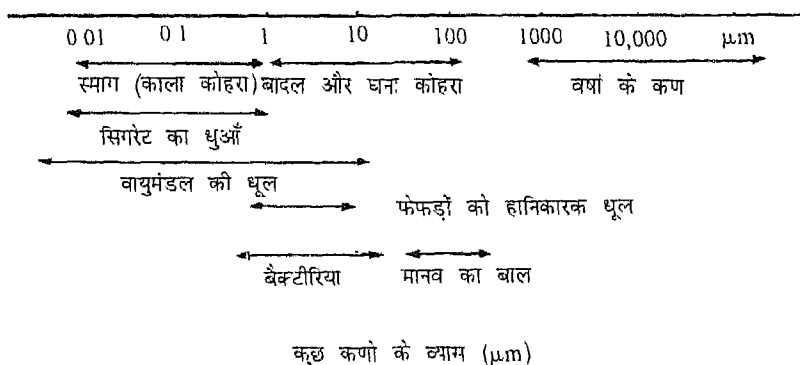 0 01 0 1 1 10 100 1000 10,000 μm
स्माग (काला कोहरा) बादल और घना कोहरा वर्षा के कण
सिगरेट का धुआँ
वायुमंडल की धूल
फेफड़ों को हानिकारक धूल
बैक्टीरिया मानव का बाल
कुछ कणो के व्यास (μm)